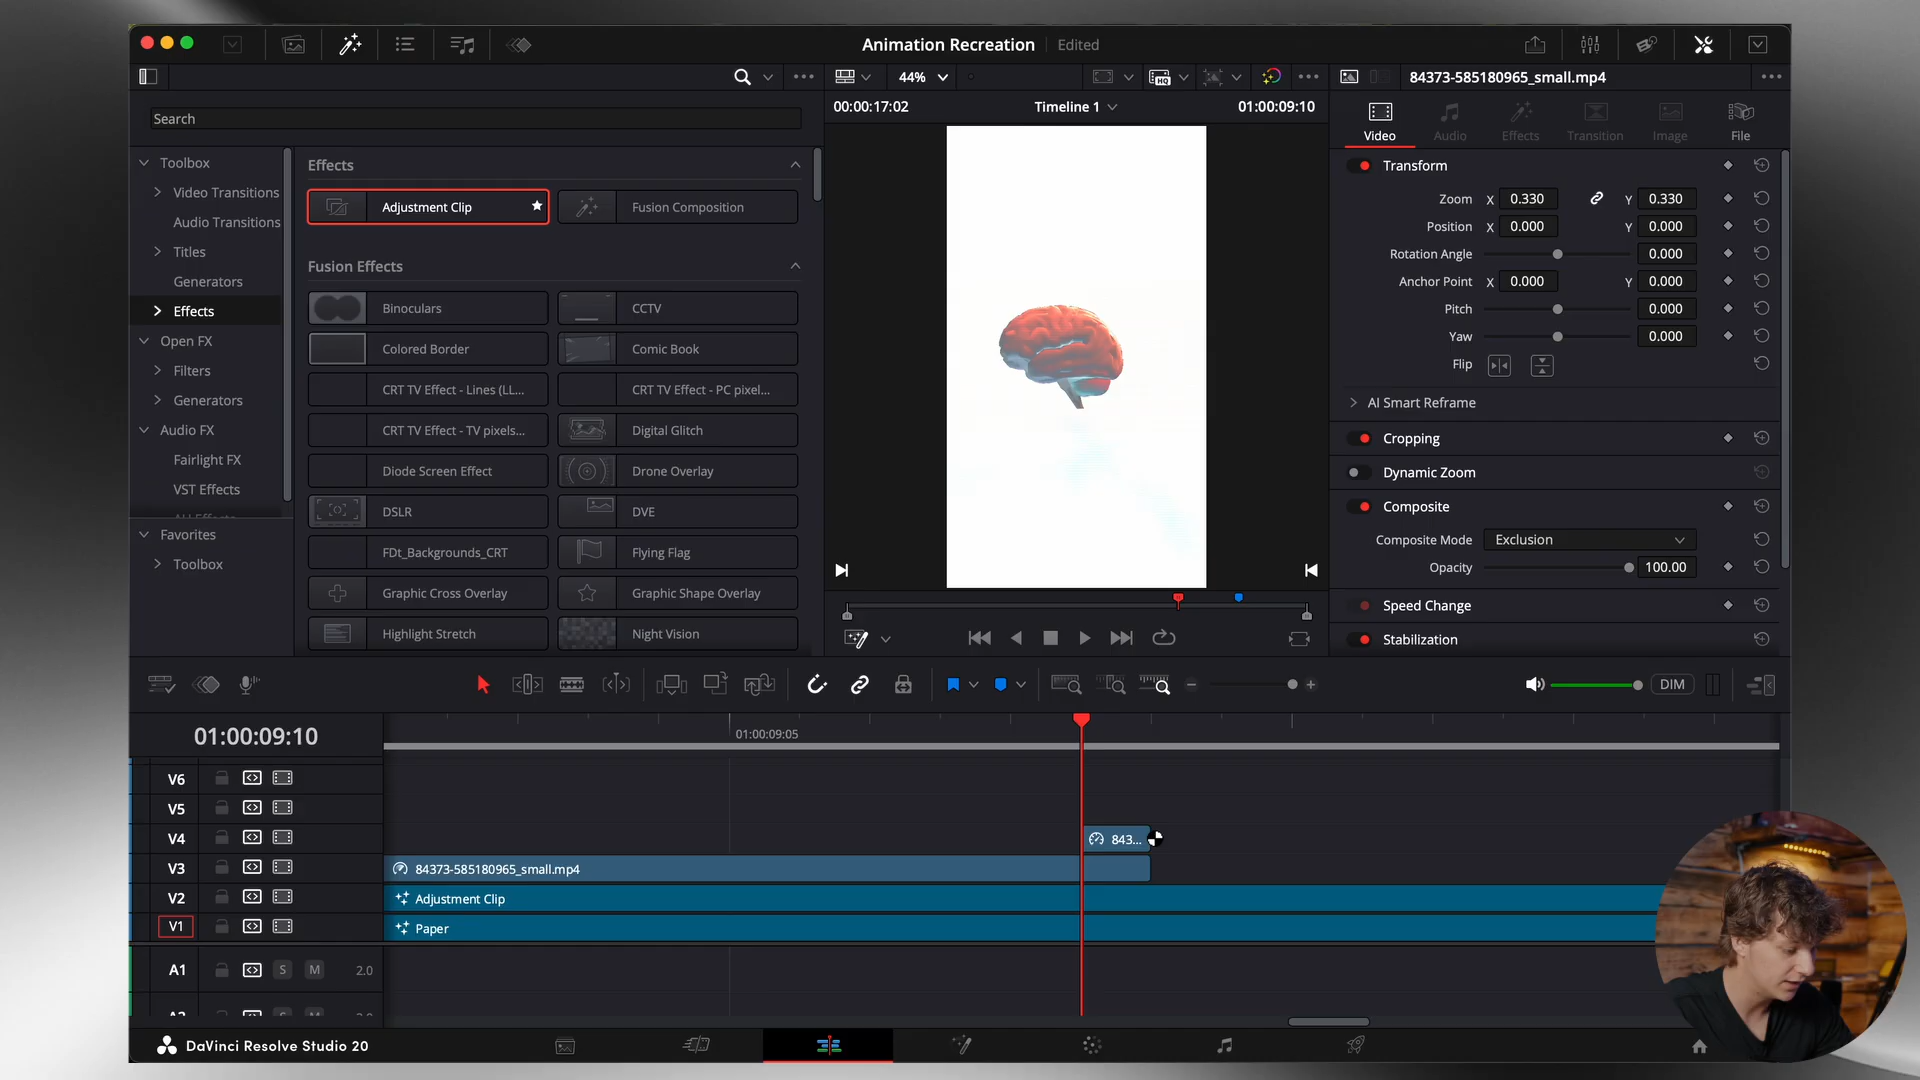 Animation Recreation Edited
44%
84373-585180965_small.mp4
00:00:17:02 Timeline 1 01:00:09:10
Search
Video Audio Effects Transition Image File
Toolbox
Video Transitions
Audio Transitions
Titles
Generators
Effects
Open FX
Filters
Generators
Audio FX
Fairlight FX
VST Effects
Favorites
Toolbox
Effects
Adjustment Clip Fusion Composition
Fusion Effects
Binoculars CCTV
Colored Border Comic Book
CRT TV Effect - Lines (LL... CRT TV Effect - PC pixel...
CRT TV Effect - TV pixels... Digital Glitch
Diode Screen Effect Drone Overlay
DSLR DVE
FDt_Backgrounds_CRT Flying Flag
Graphic Cross Overlay Graphic Shape Overlay
Highlight Stretch Night Vision
Transform
Zoom X 0.330 Y 0.330
Position X 0.000 Y 0.000
Rotation Angle 0.000
Anchor Point X 0.000 Y 0.000
Pitch 0.000
Yaw 0.000
Flip
AI Smart Reframe
Cropping
Dynamic Zoom
Composite
Composite Mode Exclusion
Opacity 100.00
Speed Change
Stabilization
DIM
01:00:09:10
01:00:09:05
V6
V5
V4 843...
V3 84373-585180965_small.mp4
V2 Adjustment Clip
V1 Paper
A1 S M 2.0
DaVinci Resolve Studio 20